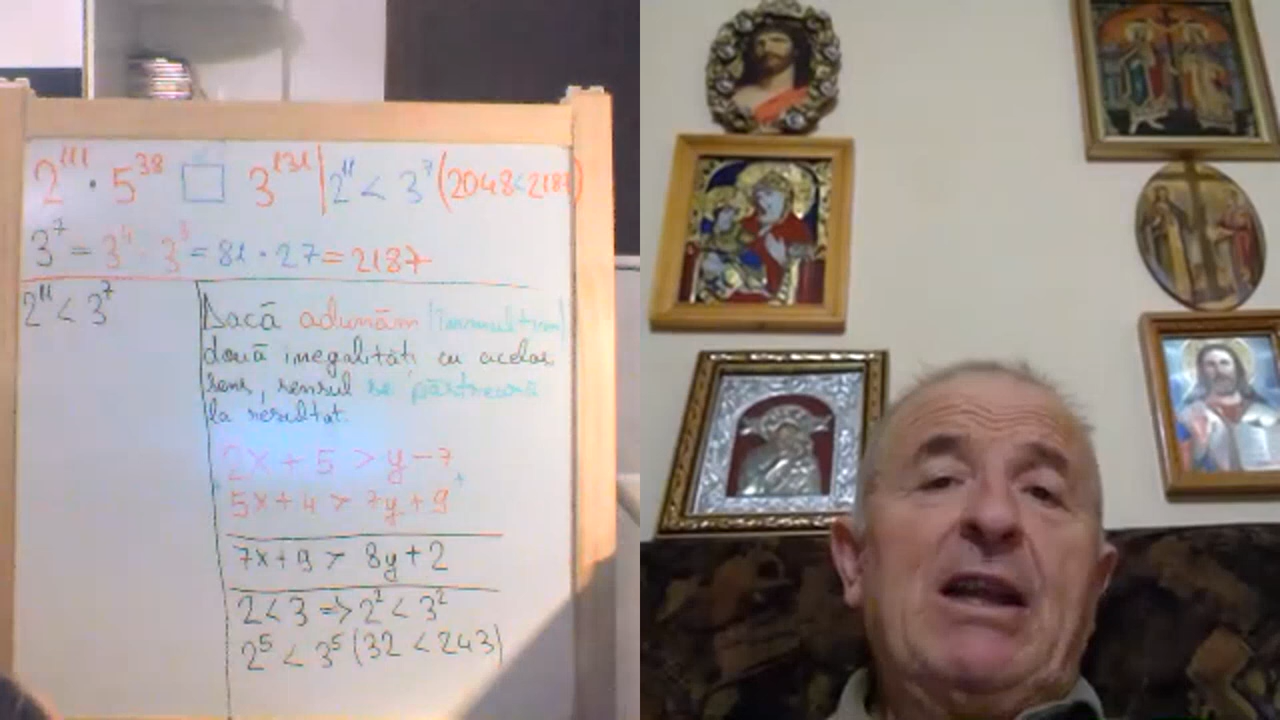 2¹¹¹ · 5³⁸ □ 3¹³¹ | 2¹¹ < 3⁷ (2048 < 2187)
3⁷ = 3⁴ · 3³ = 81 · 27 = 2187
2¹¹ < 3⁷
Dacă adunăm (înmulțim)
două inegalități cu același
sens, sensul se păstrează
la rezultat.
2x + 5 > y - 7
5x + 4 > 7y + 9 +
7x + 9 > 8y + 2
2 < 3 => 2² < 3²
2⁵ < 3⁵ (32 < 243)